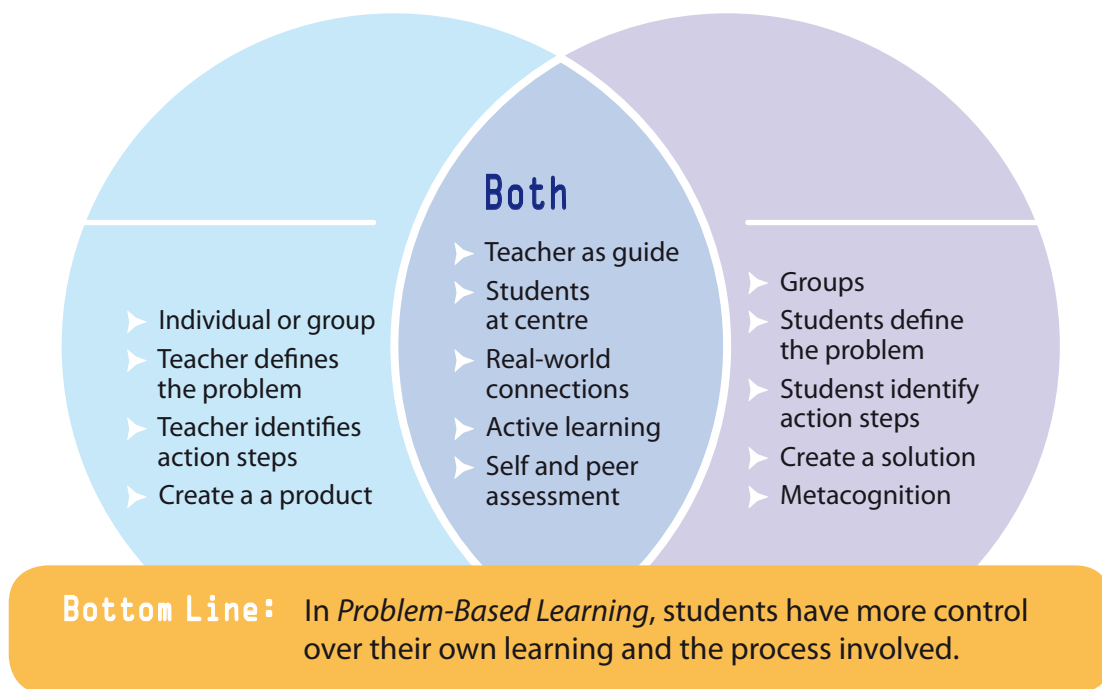 Individual or group
Teacher defines
the problem
Teacher identifies
action steps
Create a a product
Both
Teacher as guide
Students
at centre
Real-world
connections
Active learning
Self and peer
assessment
Groups
Students define
the problem
Studenst identify
action steps
Create a solution
Metacognition
Bottom Line: In Problem-Based Learning, students have more control
over their own learning and the process involved.